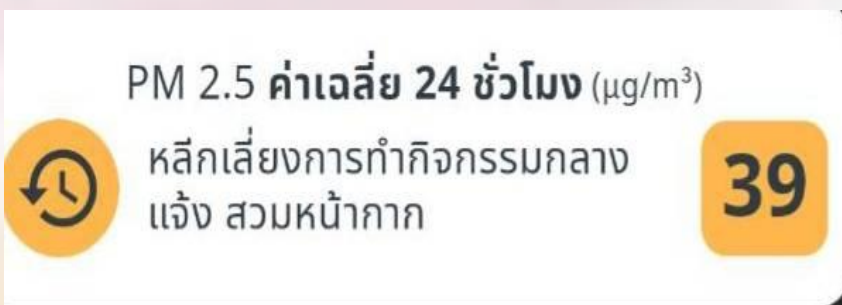 PM 2.5 ค่าเฉลี่ย 24 ชั่วโมง (µg/m³)
หลีกเลี่ยงการทำกิจกรรมกลาง
แจ้ง สวมหน้ากาก
39